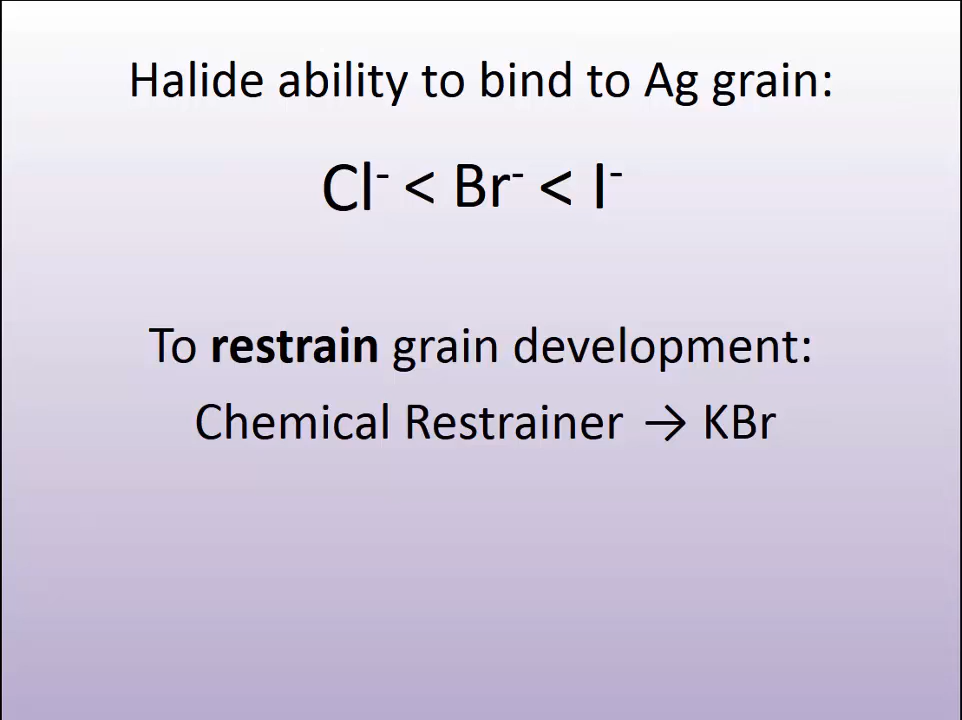 Halide ability to bind to Ag grain:
Cl⁻ < Br⁻ < I⁻
To restrain grain development:
Chemical Restrainer → KBr